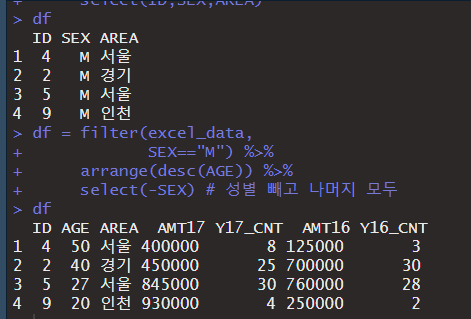 + select(ID,SEX,AREA)
> df
  ID SEX AREA
1  4   M 서울
2  2   M 경기
3  5   M 서울
4  9   M 인천
> df = filter(excel_data,
+             SEX=="M") %>%
+      arrange(desc(AGE)) %>%
+      select(-SEX) # 성별 빼고 나머지 모두
> df
  ID AGE AREA  AMT17 Y17_CNT  AMT16 Y16_CNT
1  4  50 서울 400000       8 125000       3
2  2  40 경기 450000      25 700000      30
3  5  27 서울 845000      30 760000      28
4  9  20 인천 930000       4 250000       2